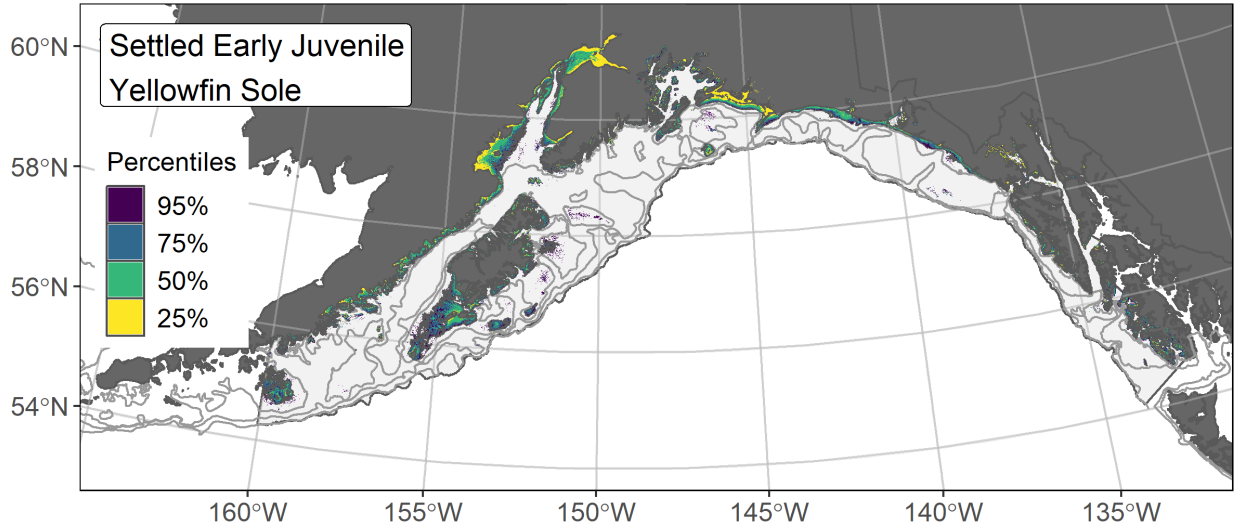 Settled Early Juvenile
Yellowfin Sole
Percentiles
95%
75%
50%
25%
60°N
58°N
56°N
54°N
160°W
155°W
150°W
145°W
140°W
135°W